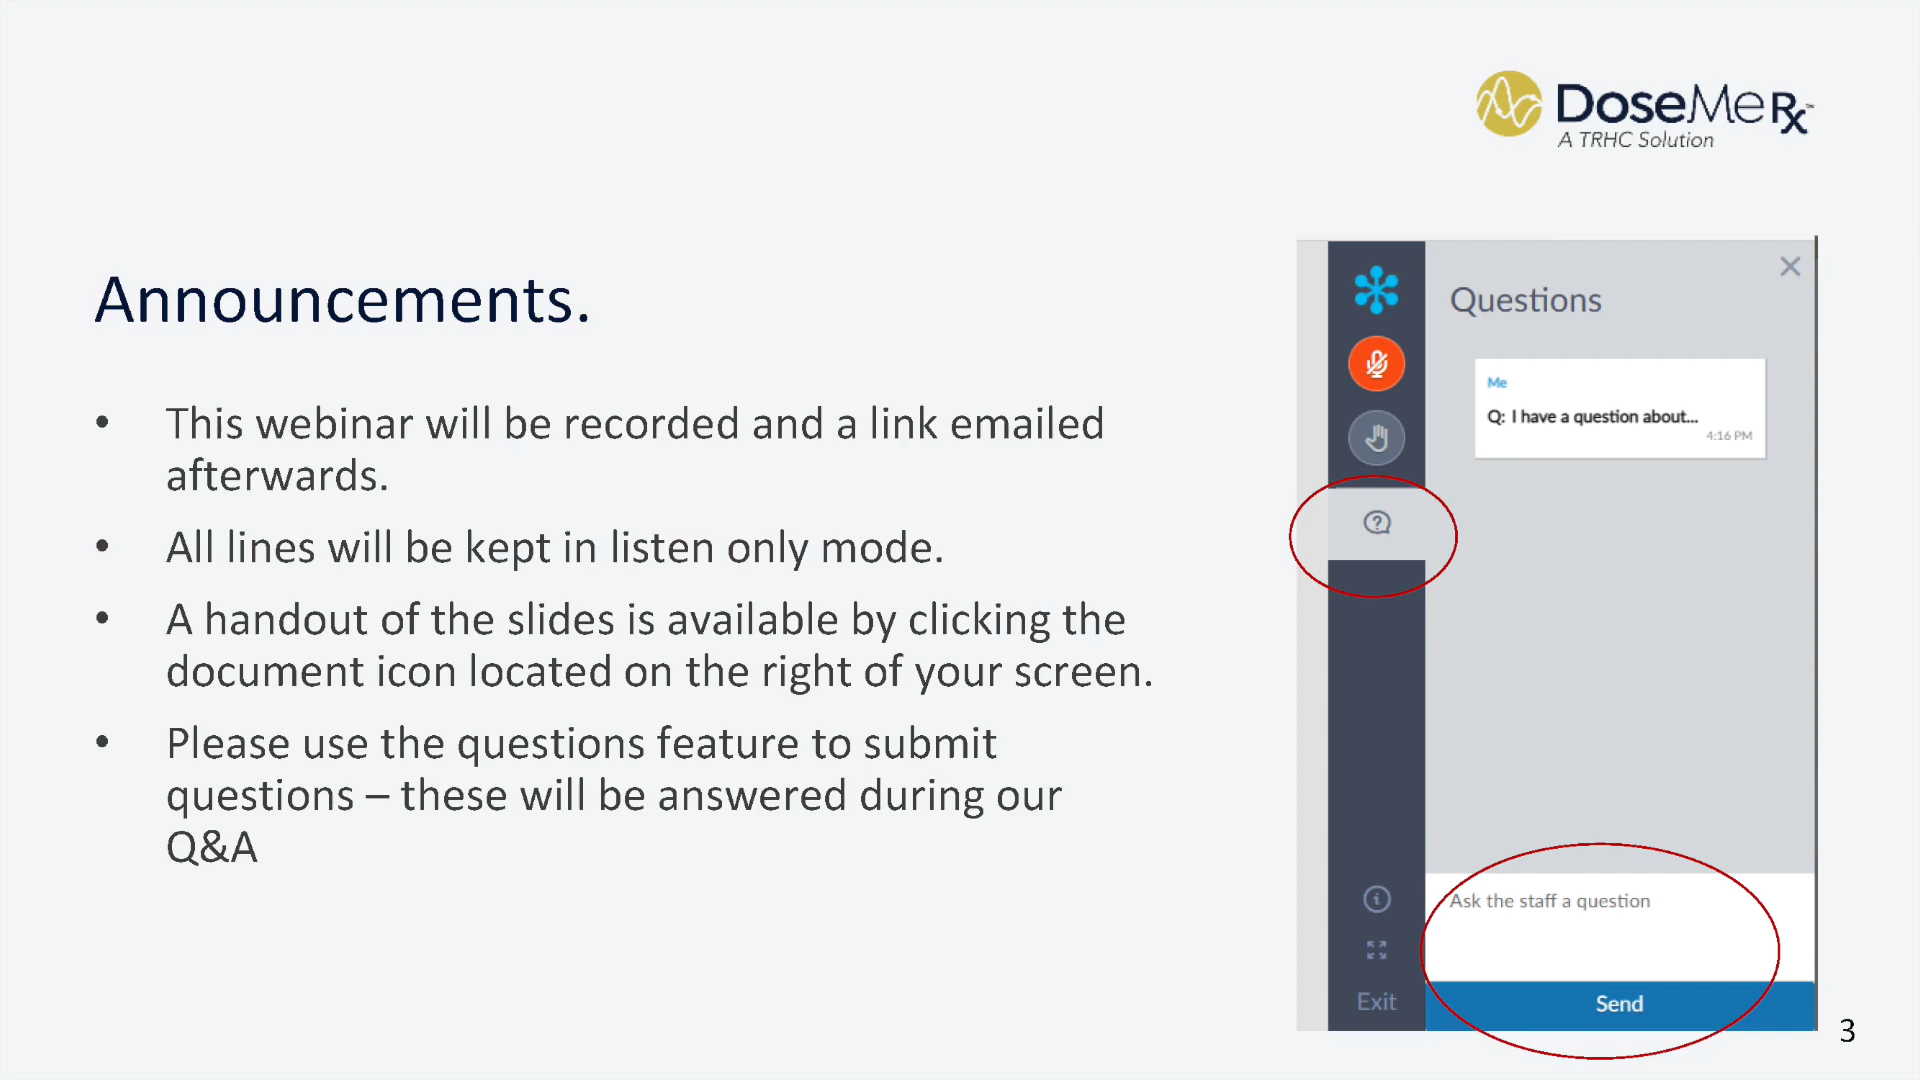 DoseMeRx™
A TRHC Solution
Announcements.
• This webinar will be recorded and a link emailed
afterwards.
• All lines will be kept in listen only mode.
• A handout of the slides is available by clicking the
document icon located on the right of your screen.
• Please use the questions feature to submit
questions – these will be answered during our
Q&A
Questions
Me
Q: I have a question about...
4:16 PM
Ask the staff a question
Exit
Send
3